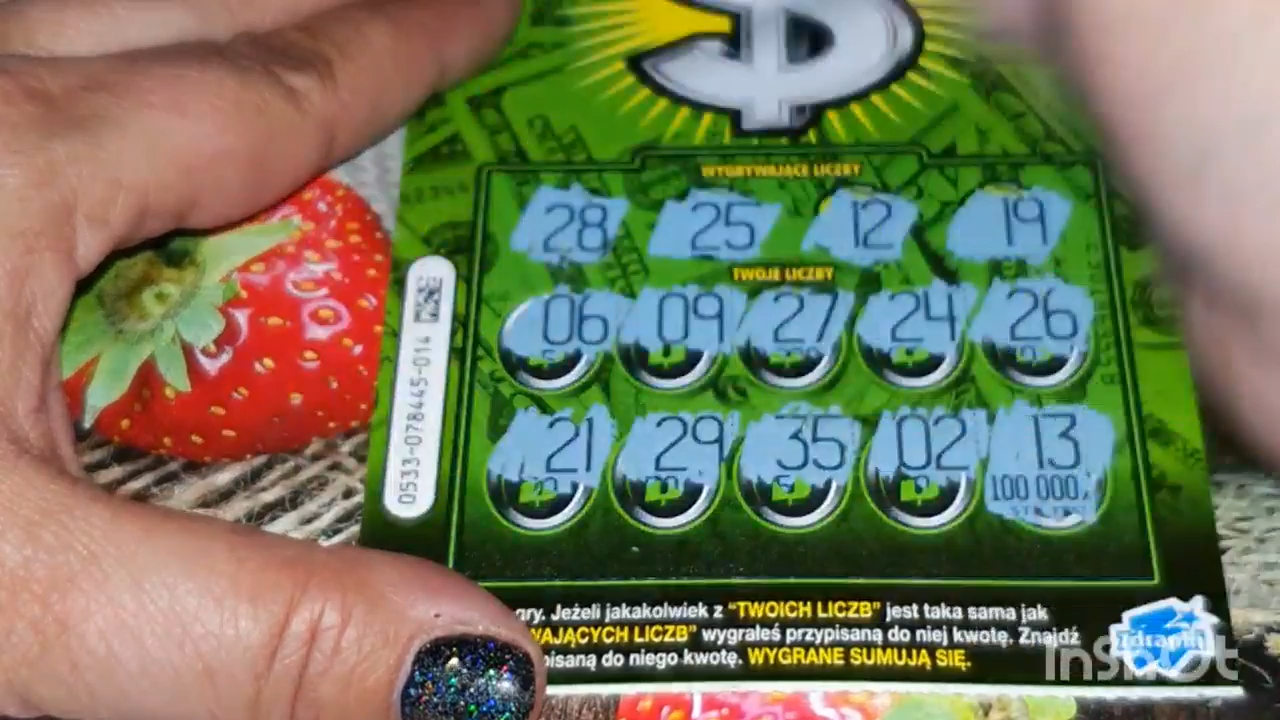 WYGRYWAJĄCE LICZBY
28 25 12 19
TWOJE LICZBY
06 09 27 24 26
21 29 35 02 13
100 000
0533-078445-014
gry. Jeżeli jakakolwiek z "TWOICH LICZB" jest taka sama jak
WAJĄCYCH LICZB" wygrałeś przypisaną do niej kwotę. Znajdź
pisaną do niego kwotę. WYGRANE SUMUJĄ SIĘ.
Zdrapki
InShOt